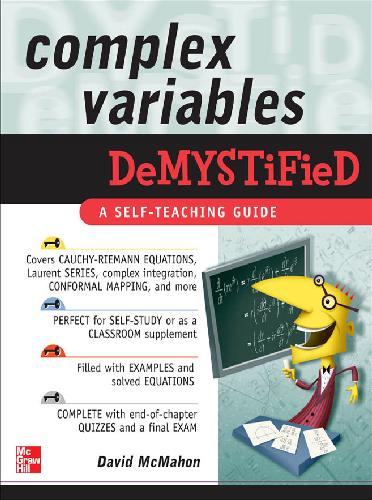 complex
variables
DeMYSTiFieD
A SELF-TEACHING GUIDE
Covers CAUCHY-RIEMANN EQUATIONS,
Laurent SERIES, complex integration,
CONFORMAL MAPPING, and more
PERFECT for SELF-STUDY or as a
CLASSROOM supplement
Filled with EXAMPLES and
solved EQUATIONS
COMPLETE with end-of-chapter
QUIZZES and a final EXAM
Mc
Graw
Hill
David McMahon